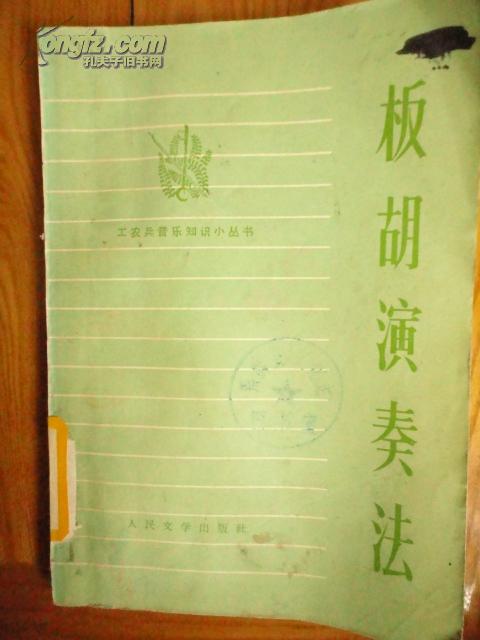 Kongfz.com
孔夫子旧书网
板胡演奏法
工农兵音乐知识小丛书
人民文学出版社